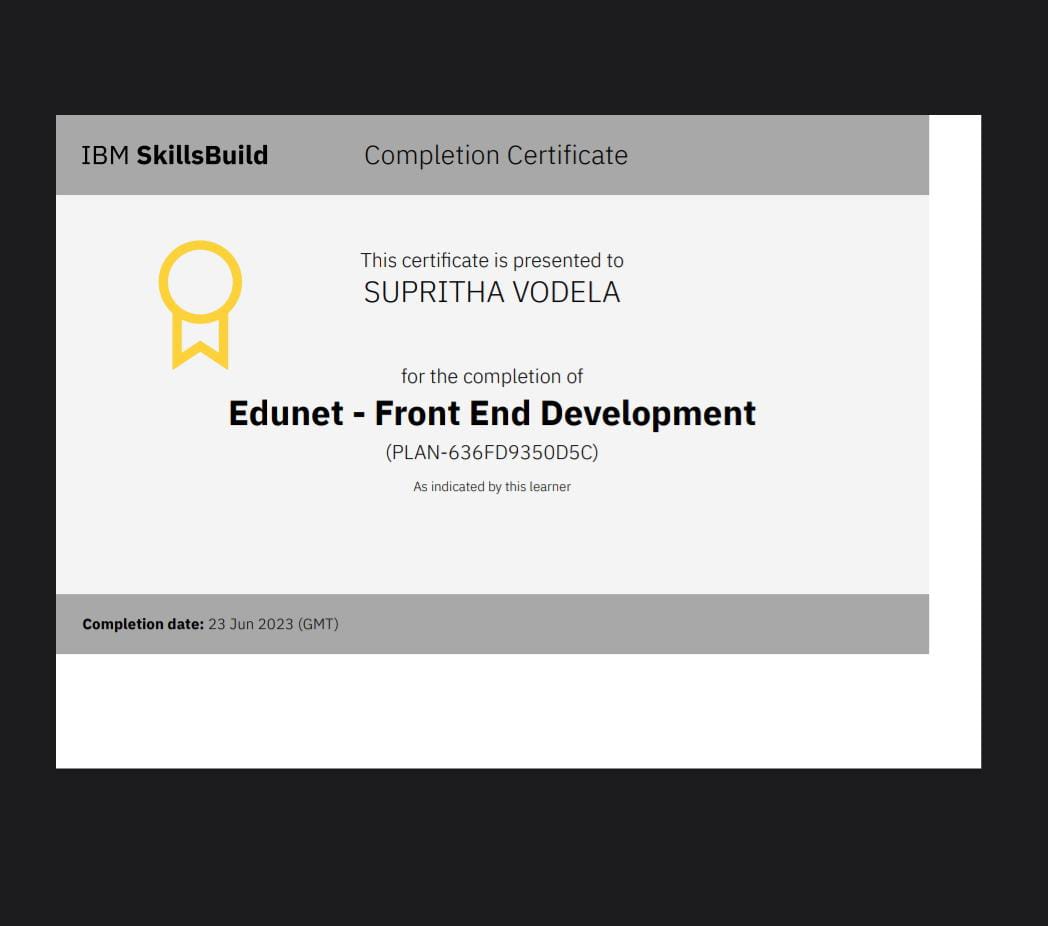 IBM SkillsBuild Completion Certificate
This certificate is presented to
SUPRITHA VODELA
for the completion of
Edunet - Front End Development
(PLAN-636FD9350D5C)
As indicated by this learner
Completion date: 23 Jun 2023 (GMT)